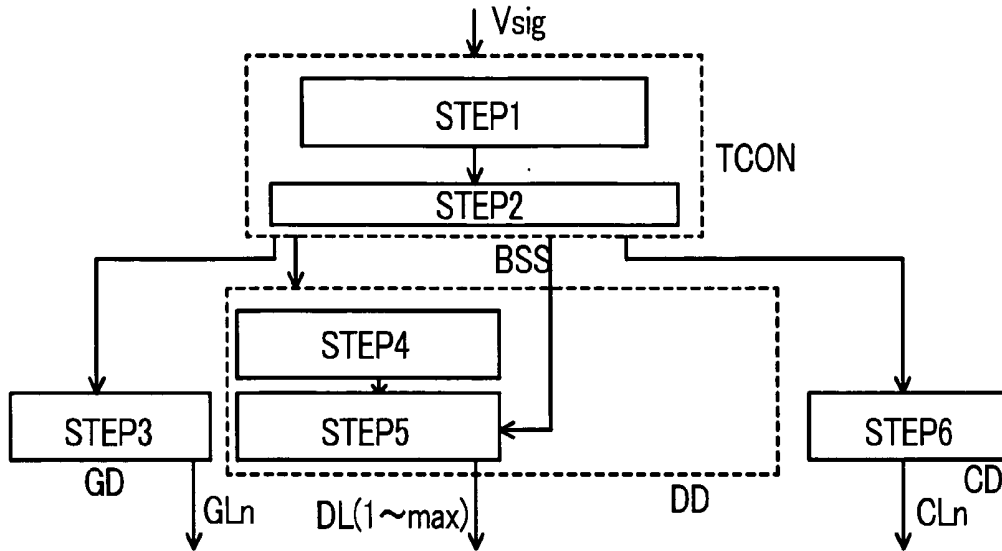 Vsig
STEP1
TCON
STEP2
BSS
STEP4
STEP3
STEP5
STEP6
GD
DD
CD
GLn
DL(1～max)
CLn